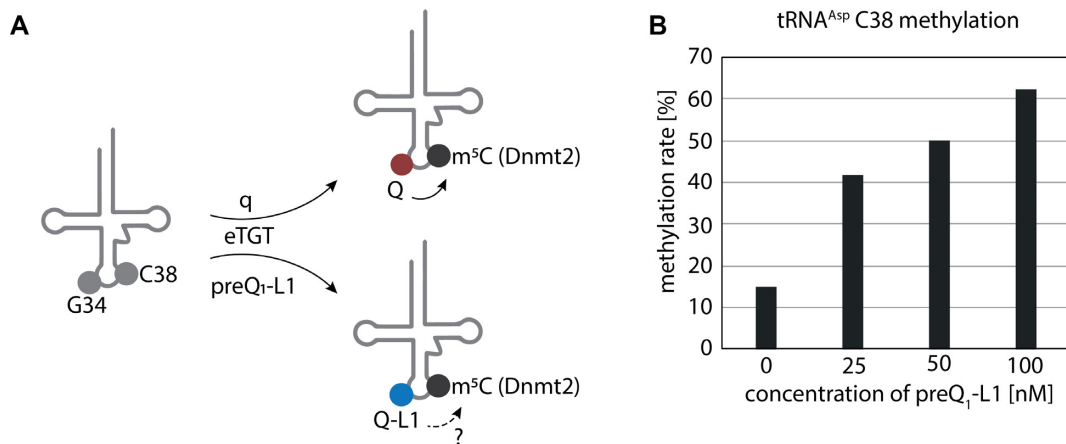 A
G34
C38
q
eTGT
preQ₁-L1
m⁵C (Dnmt2)
Q
m⁵C (Dnmt2)
Q-L1
?
B
tRNAᴬˢᵖ C38 methylation
methylation rate [%]
70
60
50
40
30
20
10
0
0 25 50 100
concentration of preQ₁-L1 [nM]